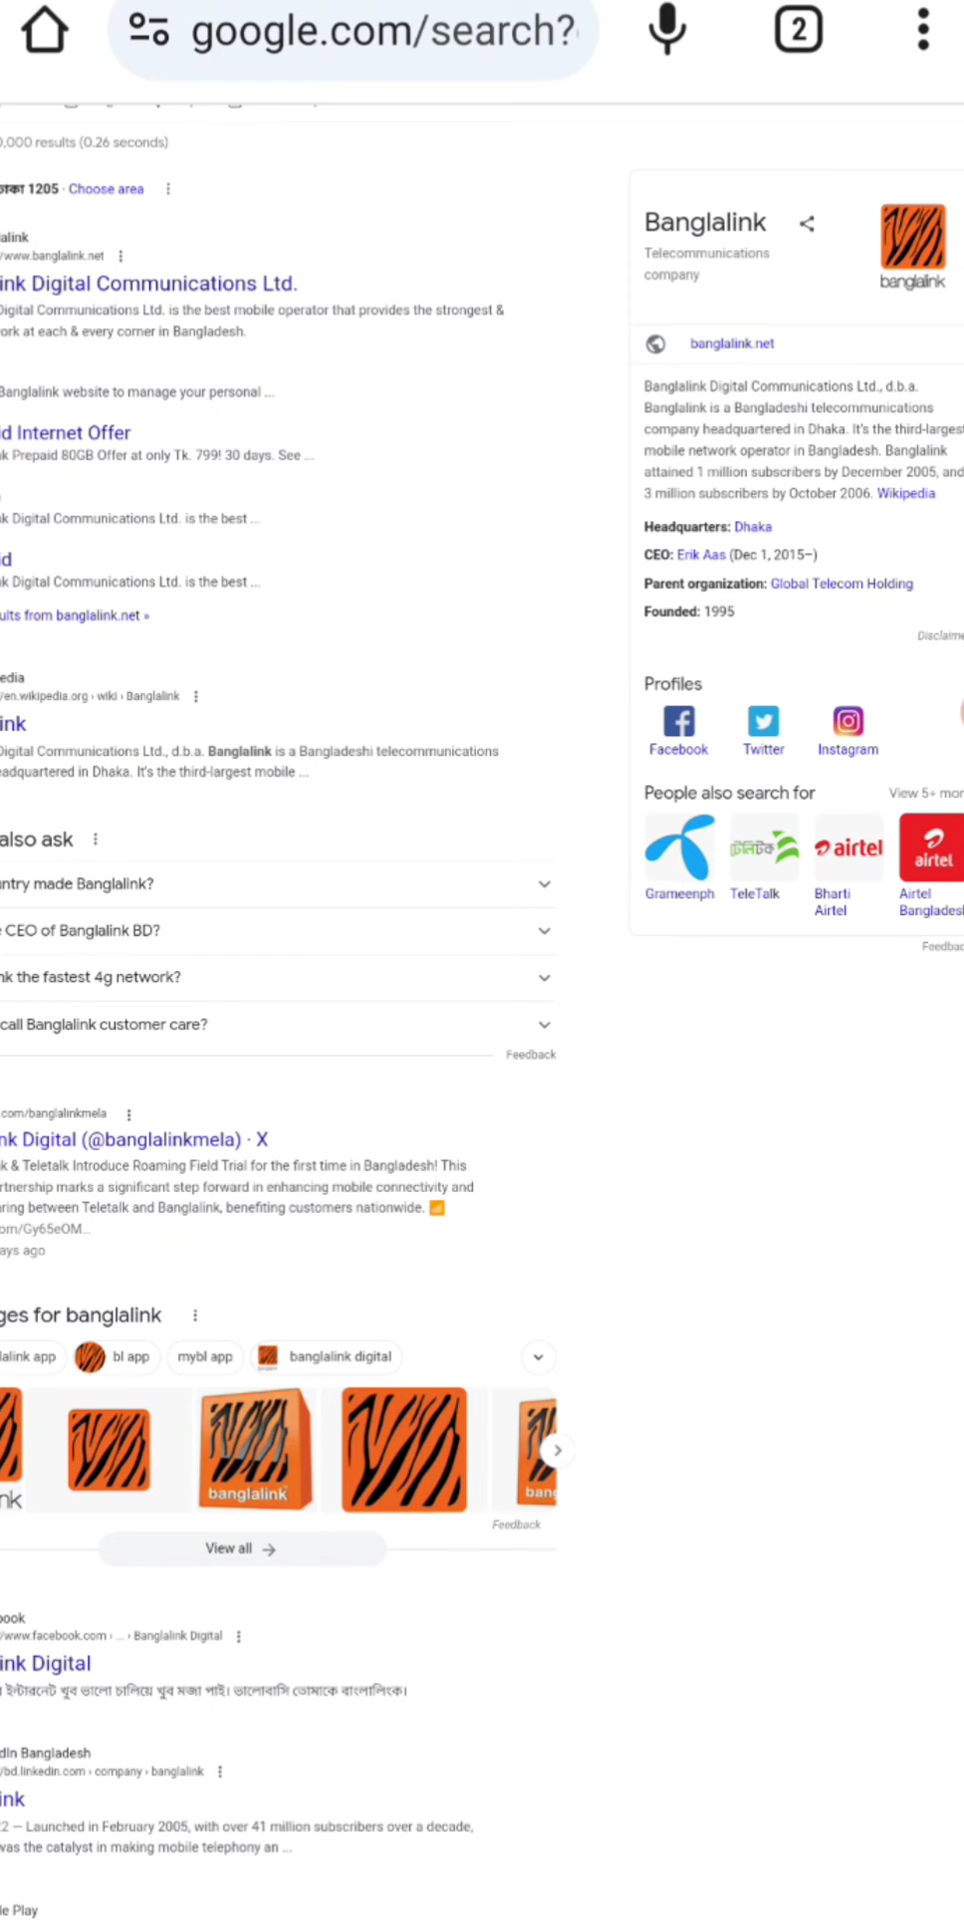 google.com/search?
2
0,000 results (0.26 seconds)
ঢাকা 1205 · Choose area
alink
/www.banglalink.net
ink Digital Communications Ltd.
Digital Communications Ltd. is the best mobile operator that provides the strongest &
ork at each & every corner in Bangladesh.
Banglalink website to manage your personal ...
id Internet Offer
k Prepaid 80GB Offer at only Tk. 799! 30 days. See ...
k Digital Communications Ltd. is the best ...
id
k Digital Communications Ltd. is the best ...
ults from banglalink.net »
edia
/en.wikipedia.org › wiki › Banglalink
ink
Digital Communications Ltd., d.b.a. Banglalink is a Bangladeshi telecommunications
eadquartered in Dhaka. It's the third-largest mobile ...
also ask
untry made Banglalink?
e CEO of Banglalink BD?
nk the fastest 4g network?
call Banglalink customer care?
Feedback
.com/banglalinkmela
nk Digital (@banglalinkmela) · X
k & Teletalk Introduce Roaming Field Trial for the first time in Bangladesh! This
rtnership marks a significant step forward in enhancing mobile connectivity and
ring between Teletalk and Banglalink, benefiting customers nationwide. 📶
om/Gy65eOM...
ays ago
ges for banglalink
lalink app
bl app
mybl app
banglalink digital
nk
banglalink
bang
Feedback
View all →
book
/www.facebook.com › ... › Banglalink Digital
ink Digital
ইন্টারনেট খুব ভালো চালিয়ে খুব মজা পাই। ভালোবাসি তোমাকে বাংলালিংক।
dIn Bangladesh
/bd.linkedin.com › company › banglalink
ink
22 — Launched in February 2005, with over 41 million subscribers over a decade,
was the catalyst in making mobile telephony an ...
le Play
Banglalink
Telecommunications
company
banglalink
banglalink.net
Banglalink Digital Communications Ltd., d.b.a.
Banglalink is a Bangladeshi telecommunications
company headquartered in Dhaka. It's the third-largest
mobile network operator in Bangladesh. Banglalink
attained 1 million subscribers by December 2005, and
3 million subscribers by October 2006. Wikipedia
Headquarters: Dhaka
CEO: Erik Aas (Dec 1, 2015–)
Parent organization: Global Telecom Holding
Founded: 1995
Disclaime
Profiles
Facebook
Twitter
Instagram
People also search for
View 5+ mor
টেলিটক
airtel
airtel
Grameenph
TeleTalk
Bharti
Airtel
Airtel
Bangladesl
Feedbac